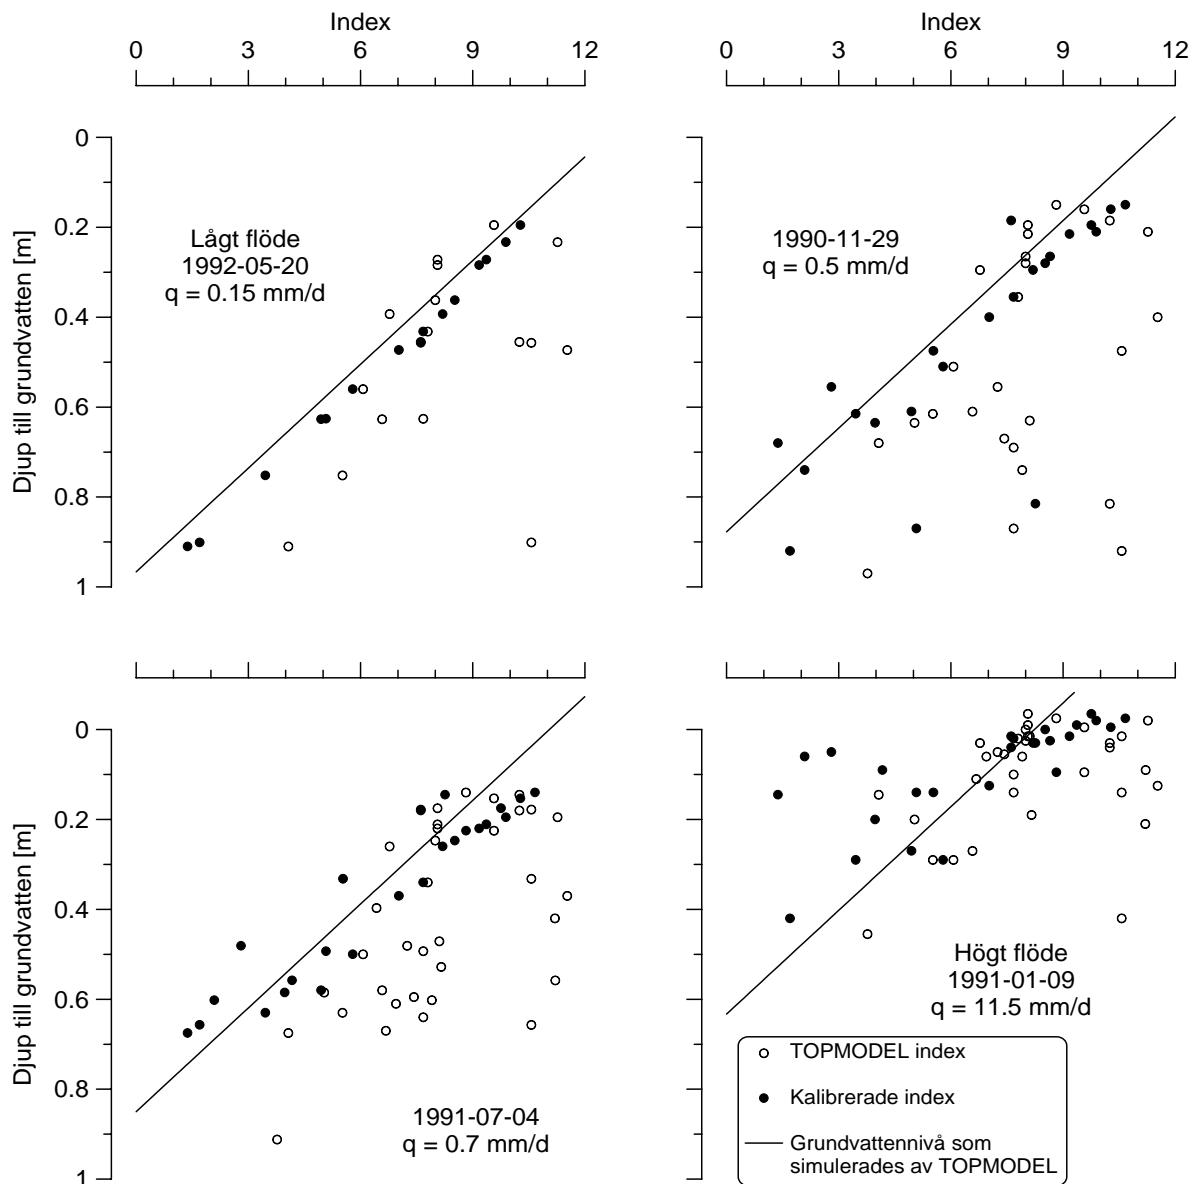 Index
0 3 6 9 12
Index
0 3 6 9 12
Djup till grundvatten [m]
0
0.2
0.4
0.6
0.8
1
Lågt flöde
1992-05-20
q = 0.15 mm/d
1990-11-29
q = 0.5 mm/d
Djup till grundvatten [m]
0
0.2
0.4
0.6
0.8
1
1991-07-04
q = 0.7 mm/d
Högt flöde
1991-01-09
q = 11.5 mm/d
TOPMODEL index
Kalibrerade index
Grundvattennivå som
simulerades av TOPMODEL